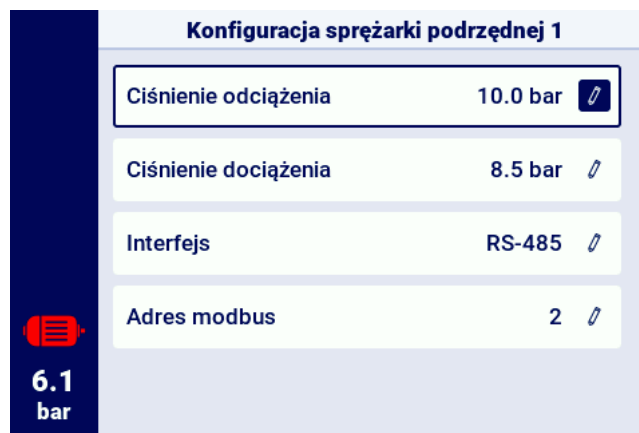 Konfiguracja sprężarki podrzędnej 1
Ciśnienie odciążenia 10.0 bar
Ciśnienie dociążenia 8.5 bar
Interfejs RS-485
Adres modbus 2
6.1
bar